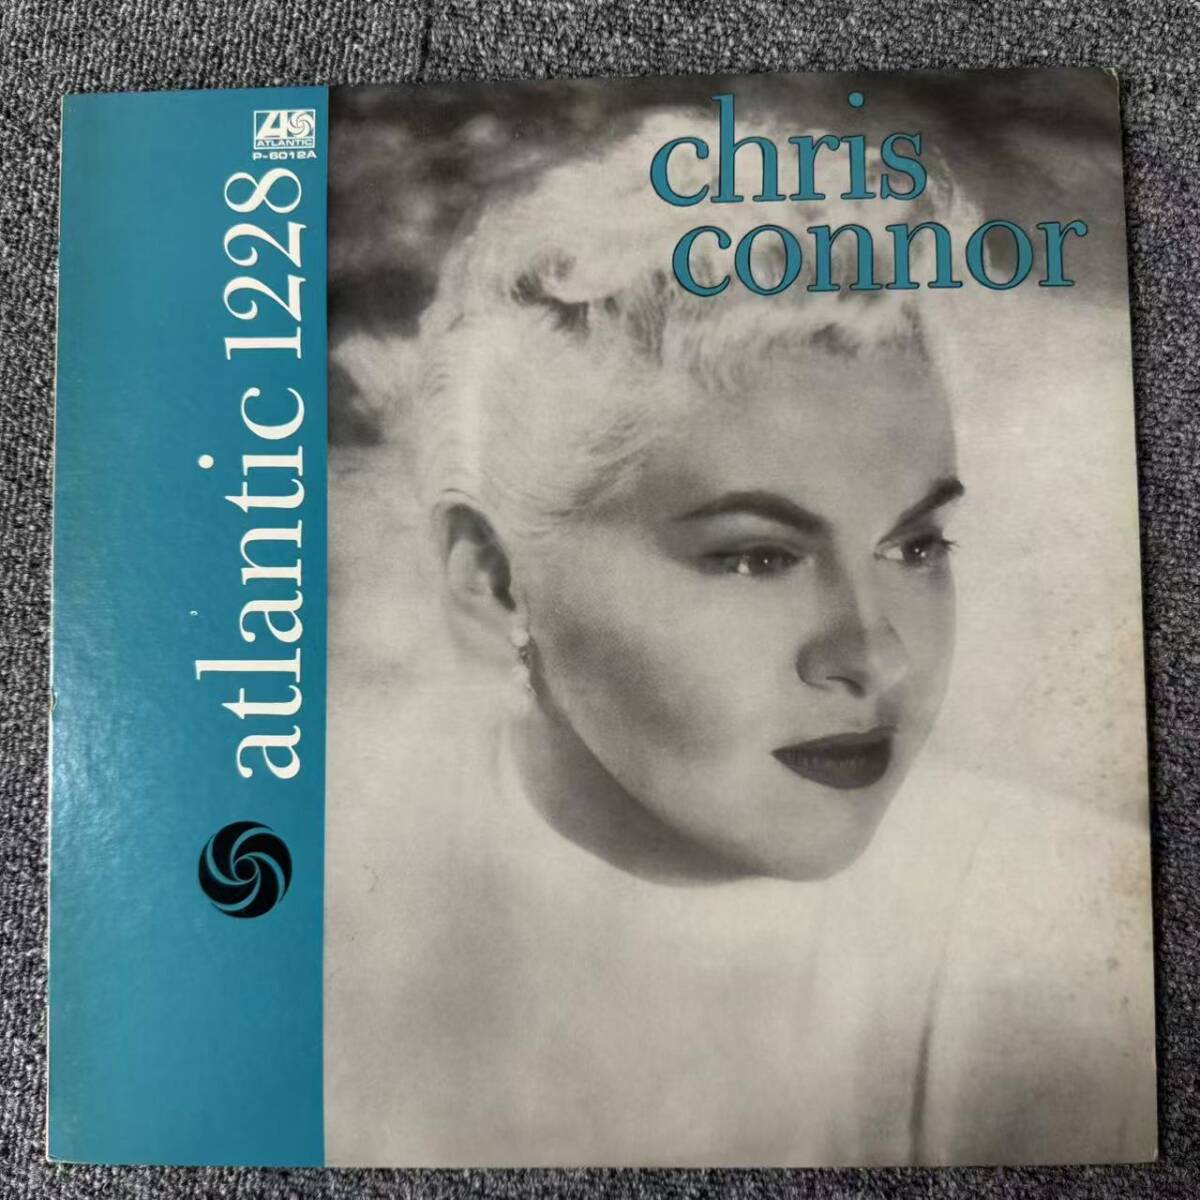 ATLANTIC
P-6012A
atlantic 1228
chris
connor